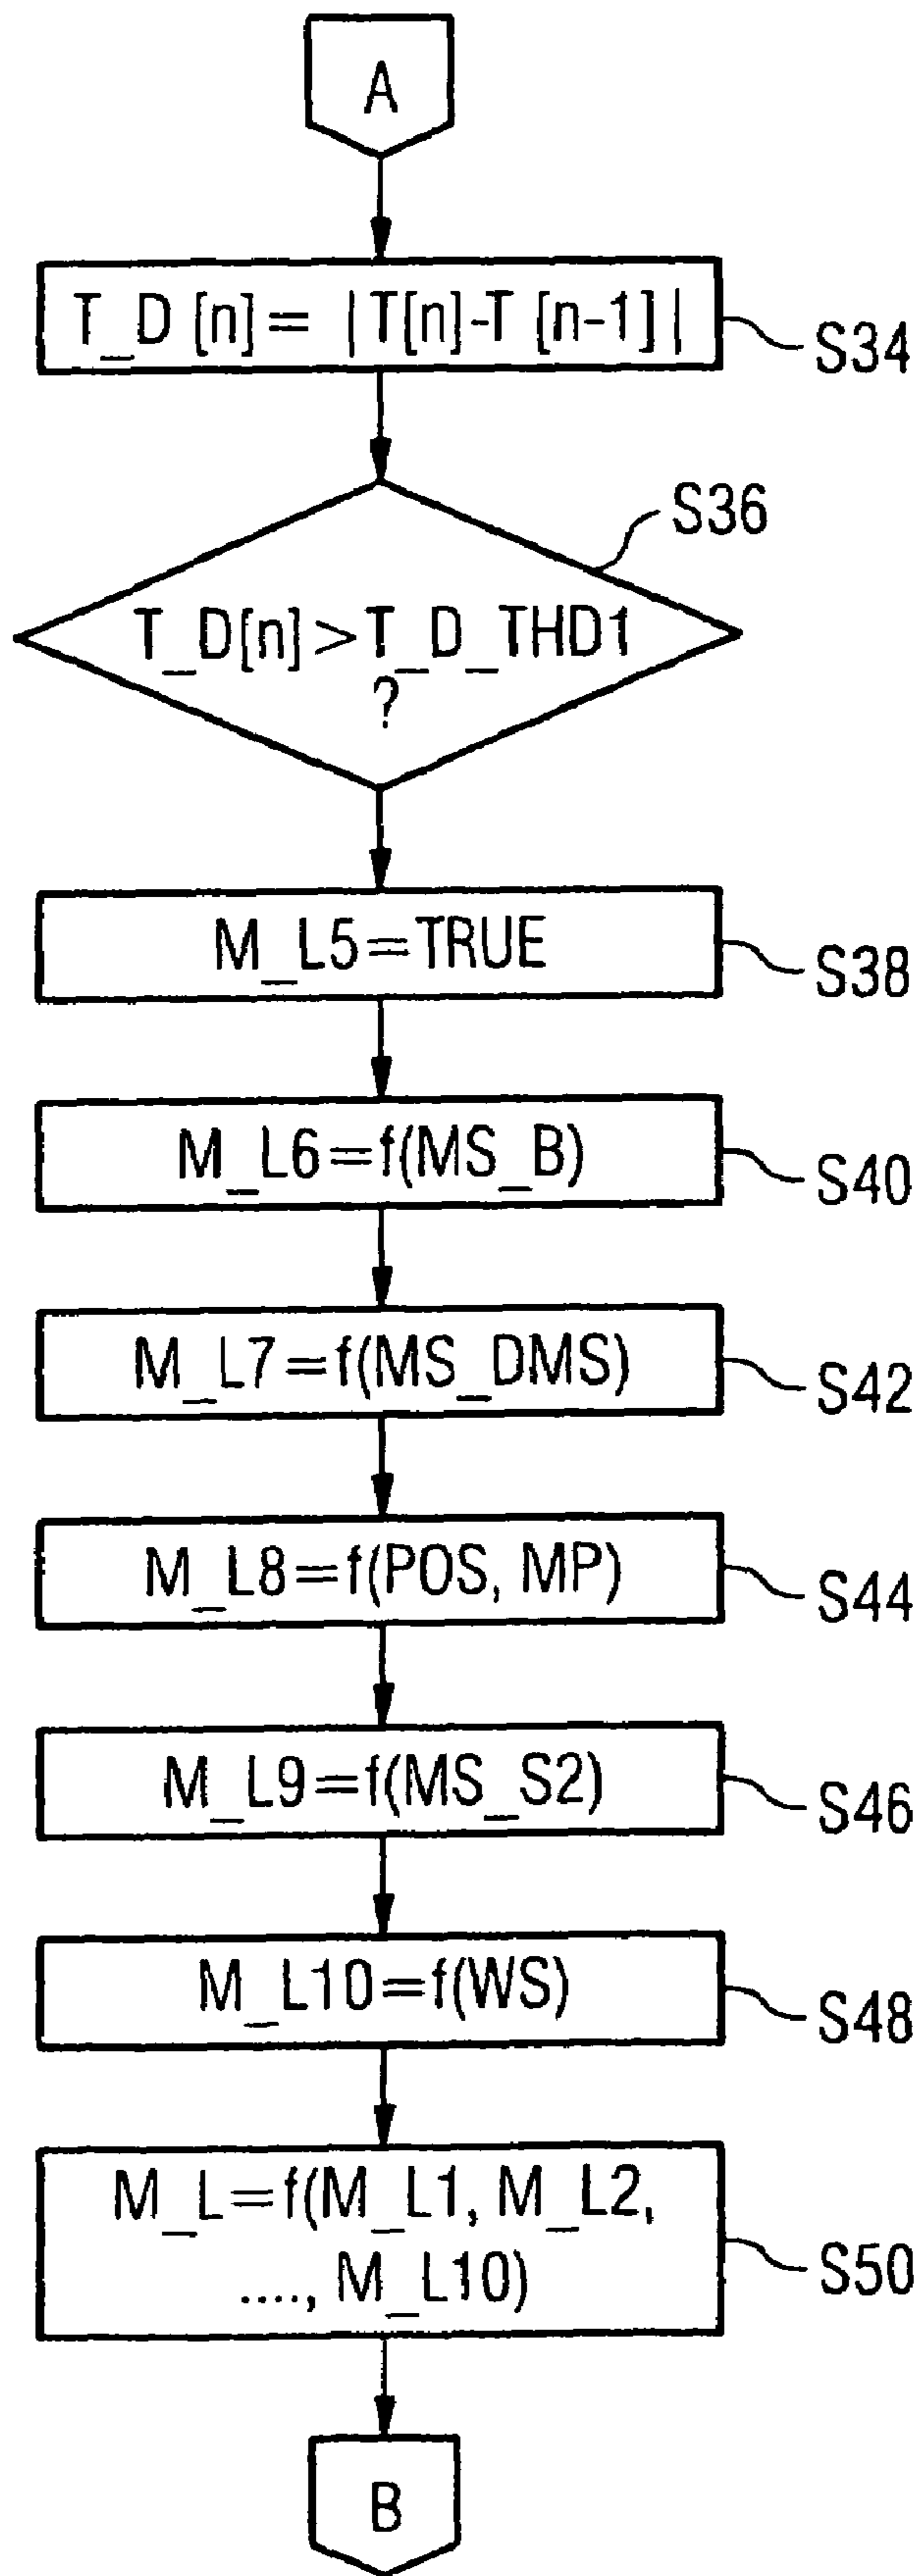 A
T_D [n] = |T[n]-T [n-1]|
S34
S36
T_D[n] > T_D_THD1
?
M_L5 = TRUE
S38
M_L6 = f(MS_B)
S40
M_L7 = f(MS_DMS)
S42
M_L8 = f(POS, MP)
S44
M_L9 = f(MS_S2)
S46
M_L10 = f(WS)
S48
M_L = f(M_L1, M_L2,
...., M_L10)
S50
B